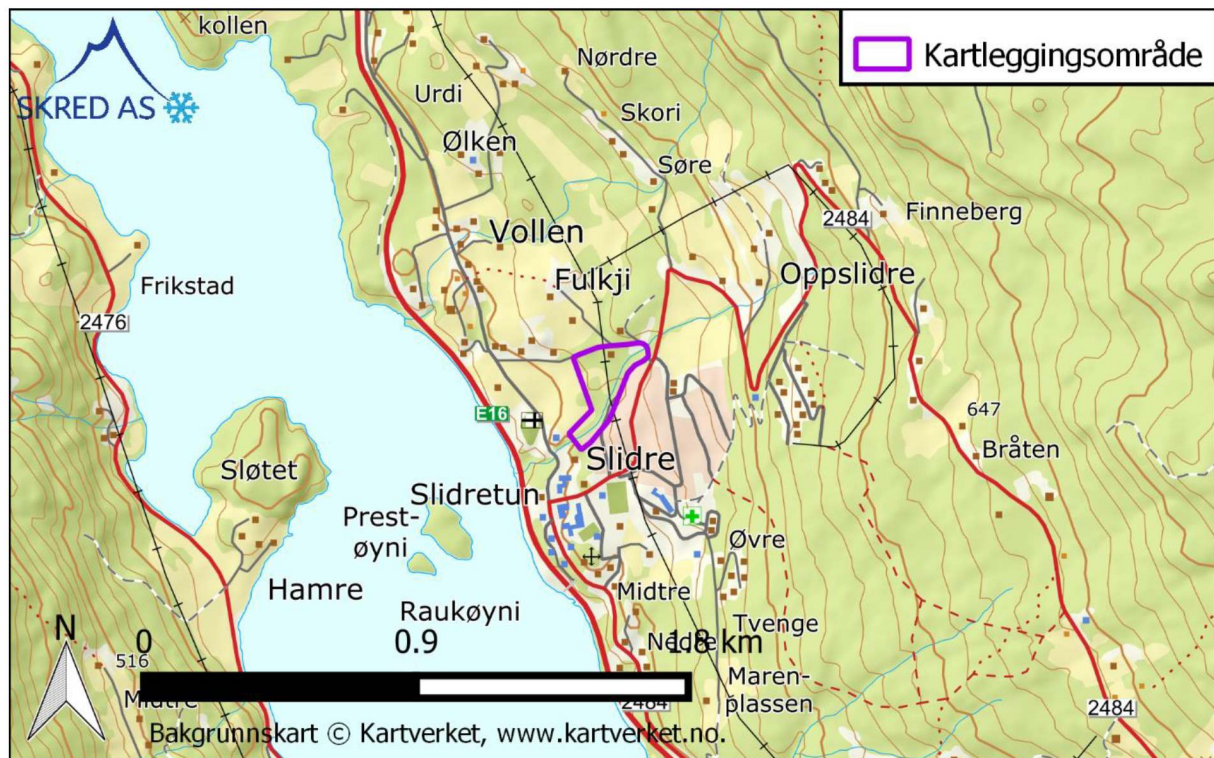 kollen
SKRED AS
Kartleggingsområde
Nørdre
Urdi
Skori
Ølken
Søre
2484
Finneberg
Vollen
Fulkji
Oppslidre
Frikstad
2476
E16
647
Bråten
Slidre
Sløtet
Slidretun
Prest-
øyni
Øvre
Hamre
Raukøyni
Midtre
Tvenge
N
0
0.9
1.8 km
516
Maren-
plassen
2484
2484
Bakgrunnskart © Kartverket, www.kartverket.no.